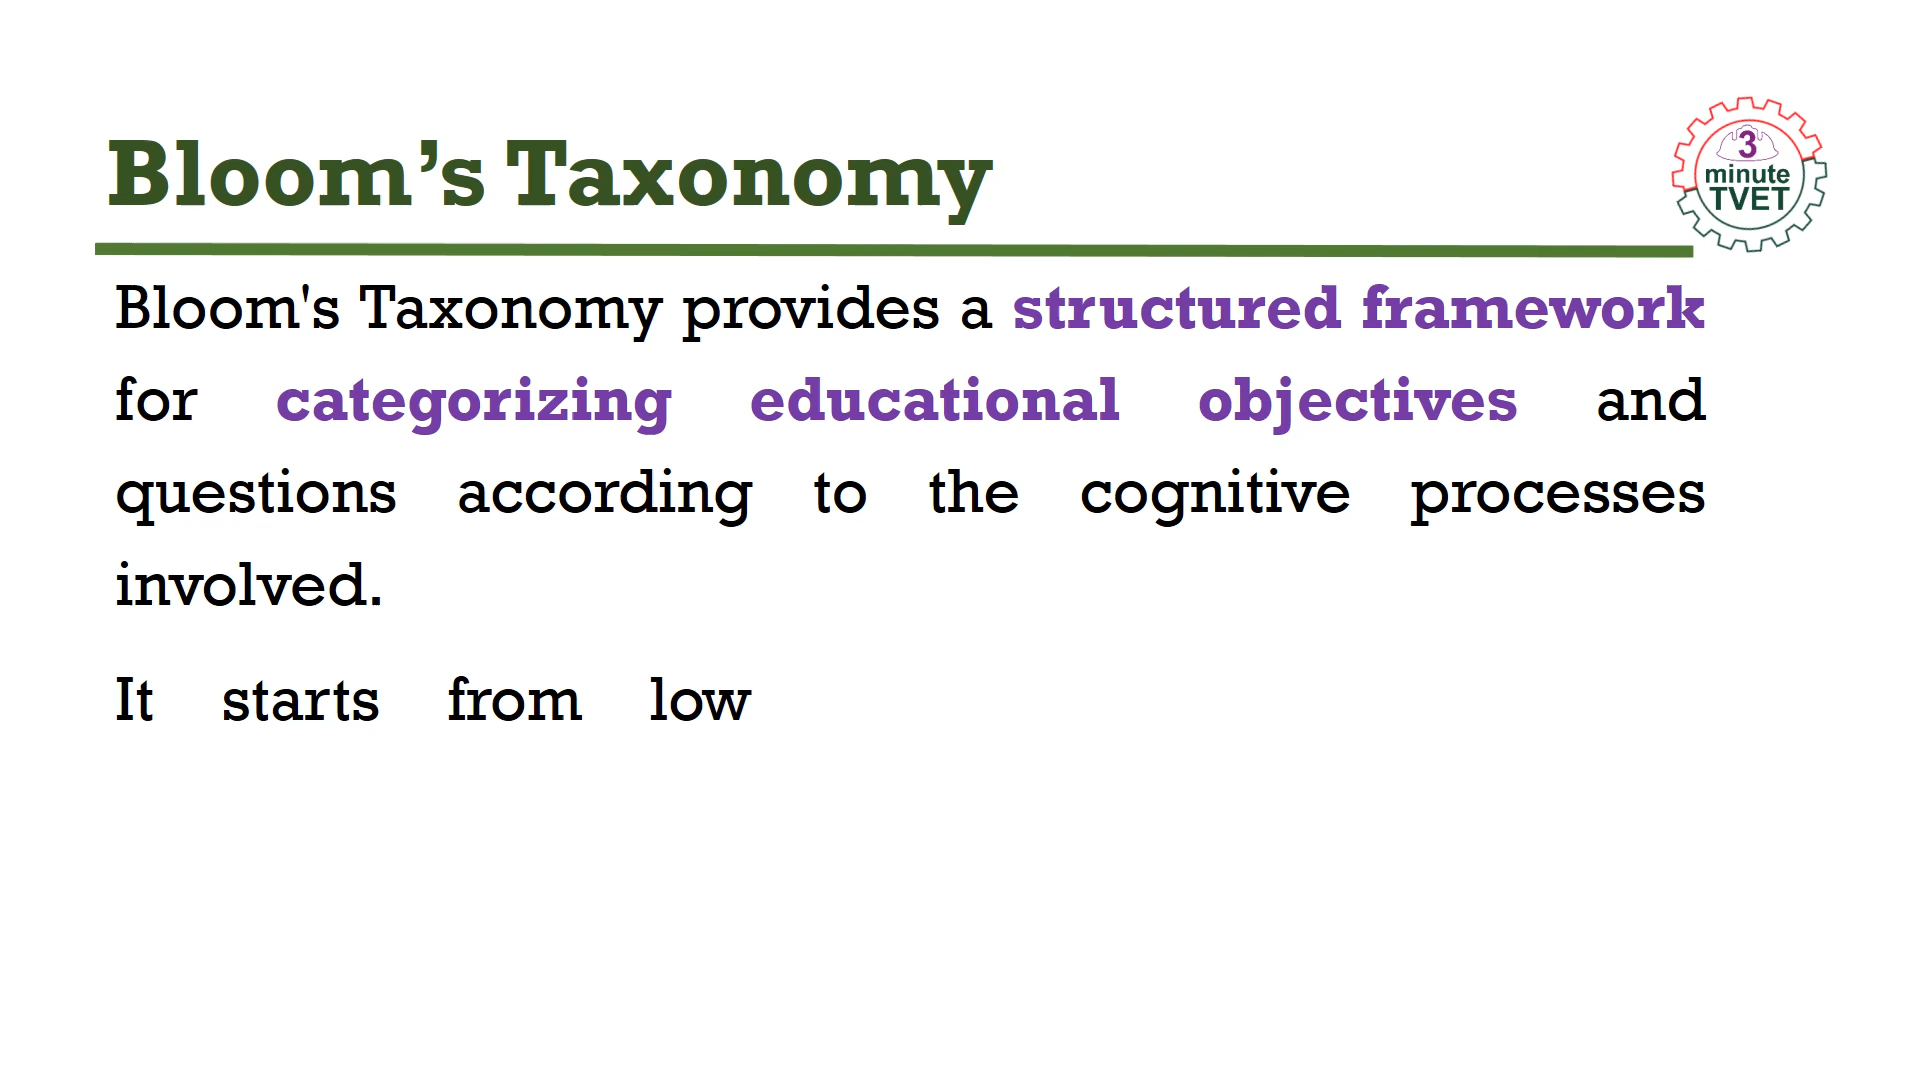 Bloom’s Taxonomy
3
minute
TVET
Bloom's Taxonomy provides a structured framework
for categorizing educational objectives and
questions according to the cognitive processes
involved.
It starts from low